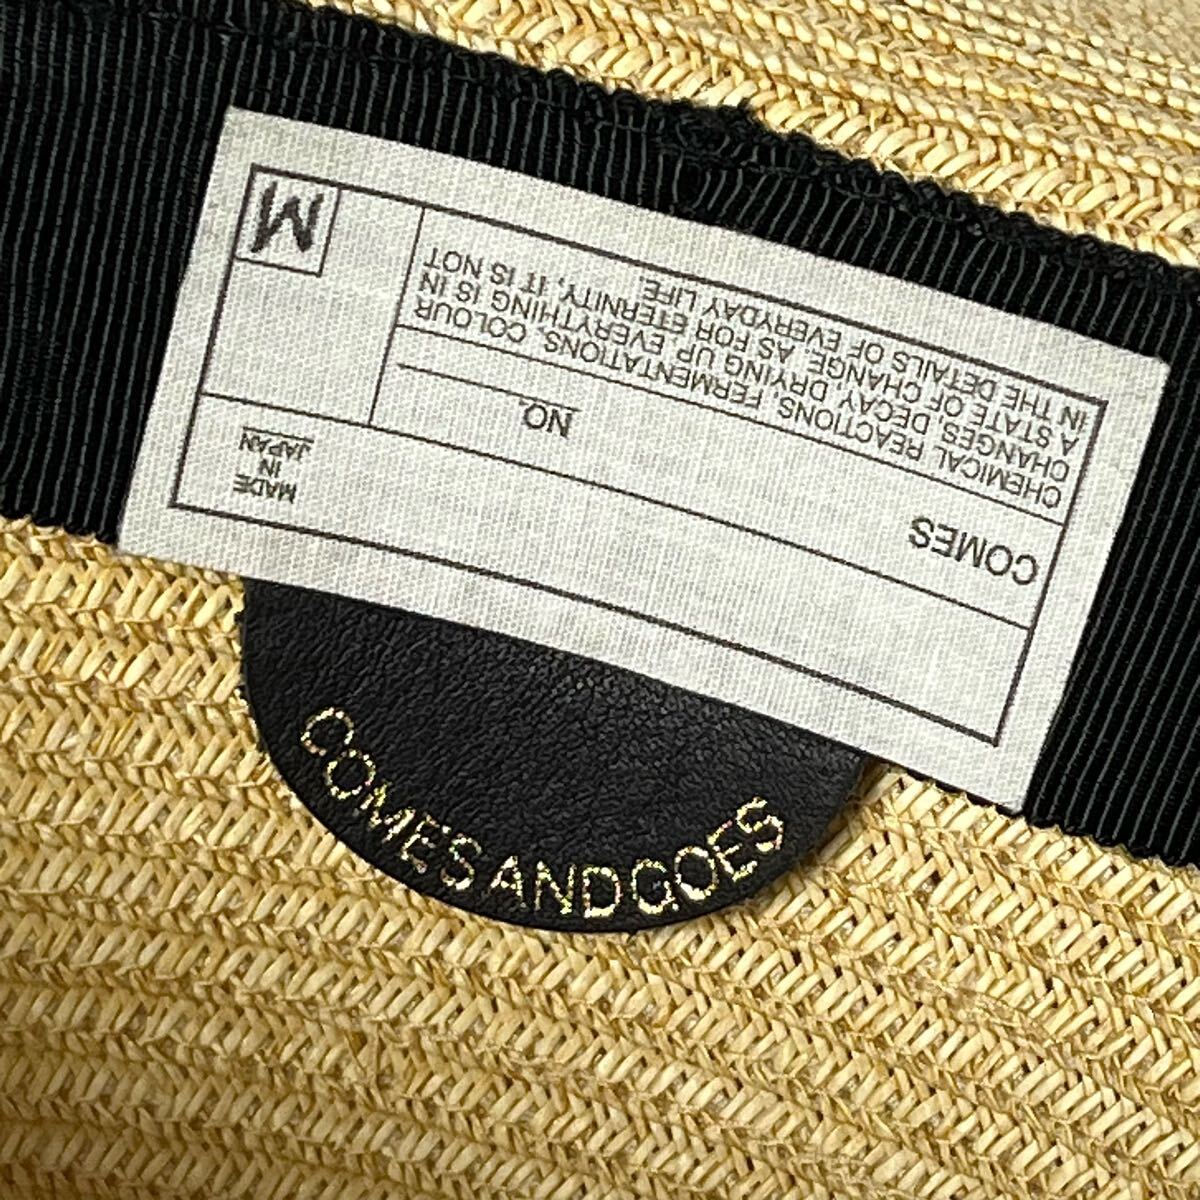 COMES
CHEMICAL REACTIONS, FERMENTATIONS, COLOUR
CHANGES, DECAY, DRYING UP, EVERYTHING IS IN
A STATE OF CHANGE. AS FOR ETERNITY, IT IS NOT
IN THE DETAILS OF EVERYDAY LIFE.
NO.
MADE
IN
JAPAN
M
COMES AND GOES